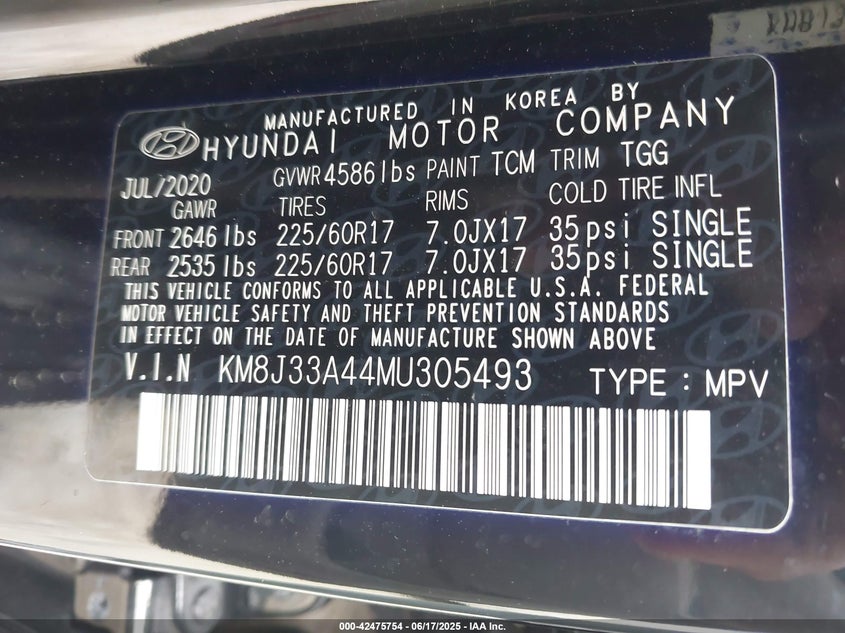 MANUFACTURED IN KOREA BY
HYUNDAI MOTOR COMPANY
JUL/2020 GVWR 4586 lbs PAINT TCM TRIM TGG
GAWR TIRES RIMS COLD TIRE INFL
FRONT 2646 lbs 225/60R17 7.0JX17 35psi SINGLE
REAR 2535 lbs 225/60R17 7.0JX17 35psi SINGLE
THIS VEHICLE CONFORMS TO ALL APPLICABLE U.S.A. FEDERAL
MOTOR VEHICLE SAFETY AND THEFT PREVENTION STANDARDS
IN EFFECT ON THE DATE OF MANUFACTURE SHOWN ABOVE
V.I.N KM8J33A44MU305493 TYPE : MPV
000-42475754 - 06/17/2025 - IAA Inc.